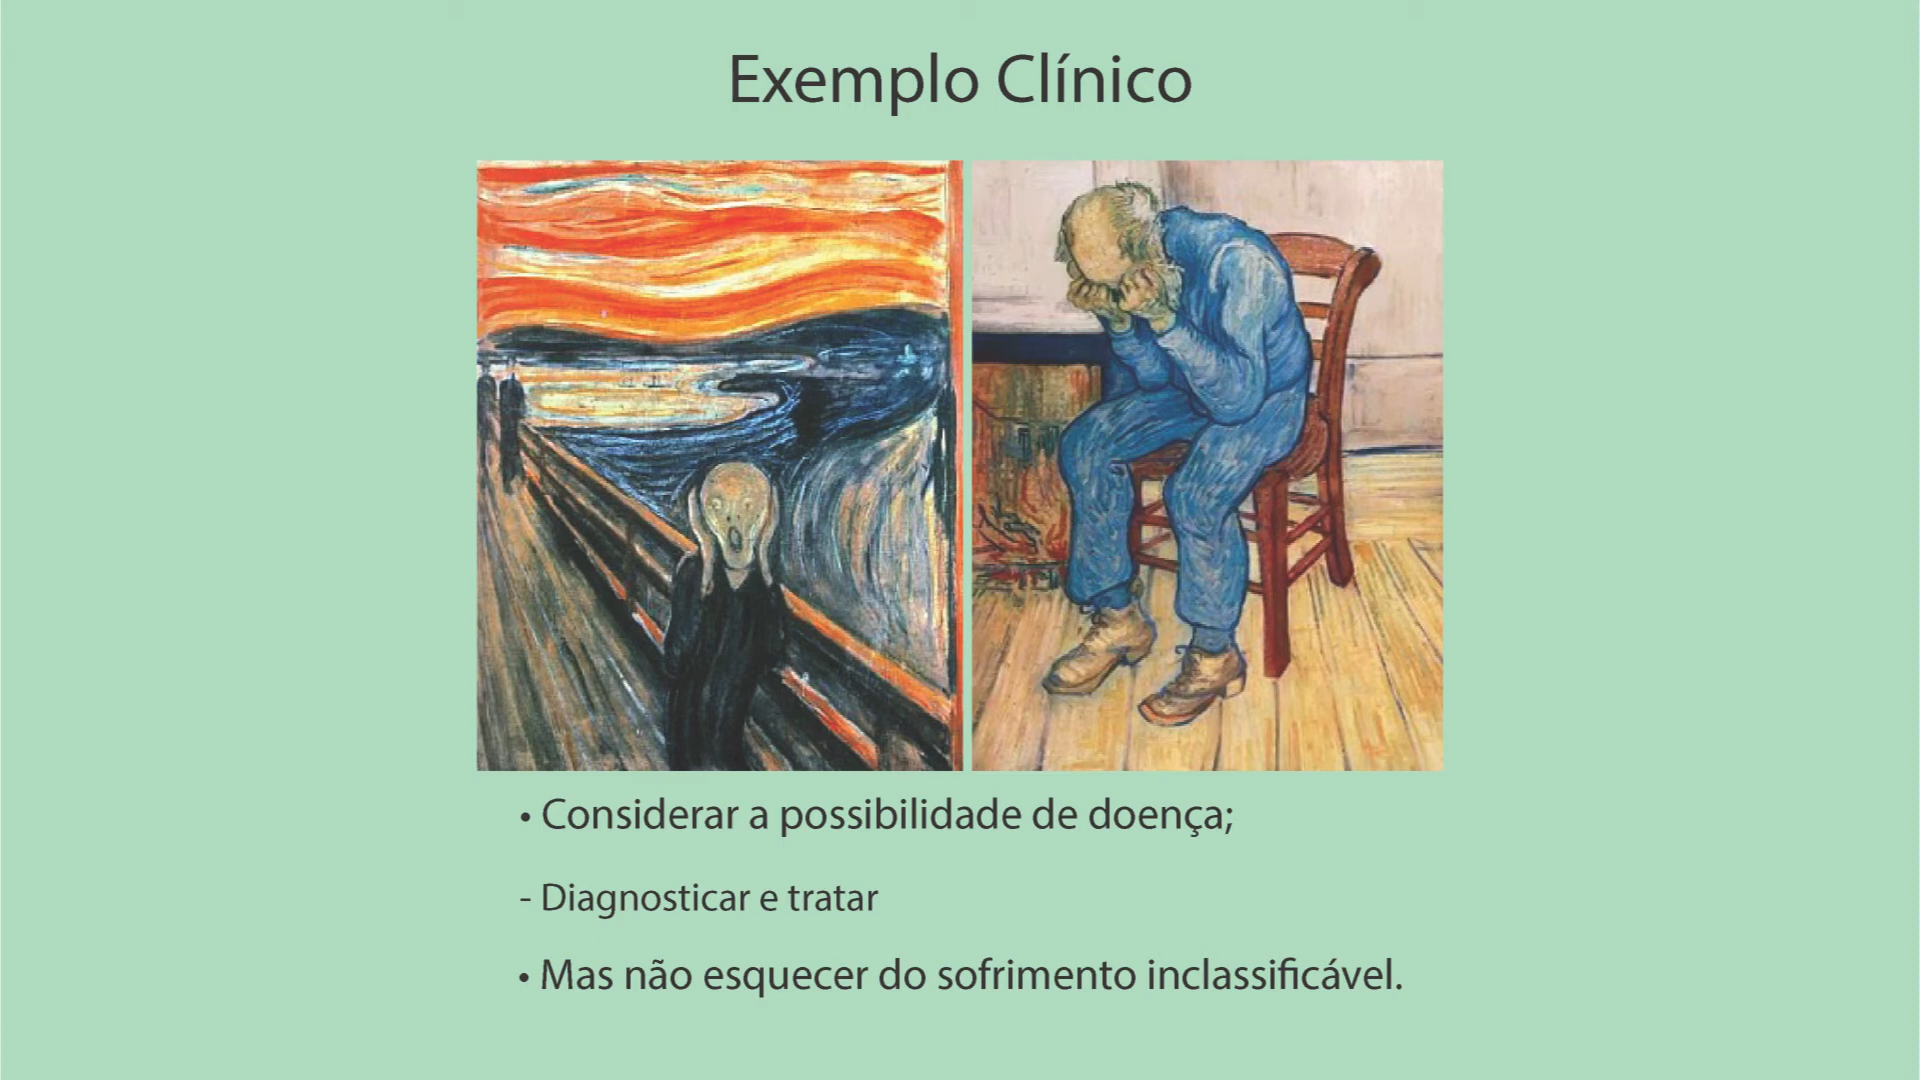 Exemplo Clínico
• Considerar a possibilidade de doença;
- Diagnosticar e tratar
• Mas não esquecer do sofrimento inclassificável.